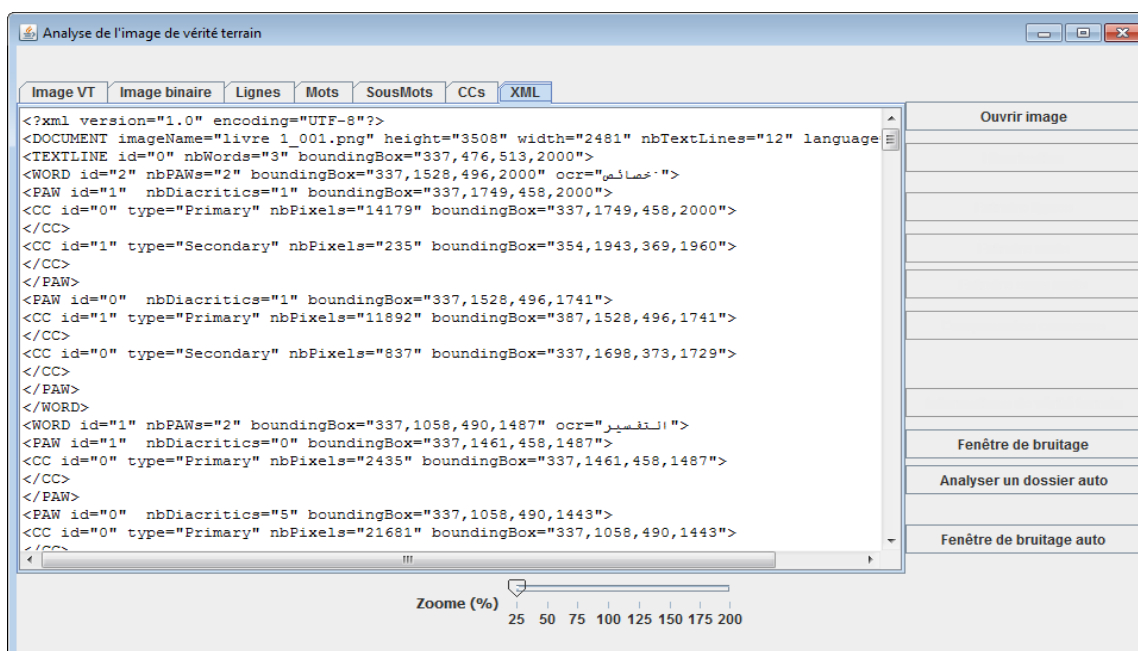 Analyse de l'image de vérité terrain
Image VT Image binaire Lignes Mots SousMots CCs XML
<?xml version="1.0" encoding="UTF-8"?>
<DOCUMENT imageName="livre 1_001.png" height="3508" width="2481" nbTextLines="12" language
<TEXTLINE id="0" nbWords="3" boundingBox="337,476,513,2000">
<WORD id="2" nbPAWs="2" boundingBox="337,1528,496,2000" ocr="خصائص">
<PAW id="1"  nbDiacritics="1" boundingBox="337,1749,458,2000">
<CC id="0" type="Primary" nbPixels="14179" boundingBox="337,1749,458,2000">
</CC>
<CC id="1" type="Secondary" nbPixels="235" boundingBox="354,1943,369,1960">
</CC>
</PAW>
<PAW id="0"  nbDiacritics="1" boundingBox="337,1528,496,1741">
<CC id="1" type="Primary" nbPixels="11892" boundingBox="387,1528,496,1741">
</CC>
<CC id="0" type="Secondary" nbPixels="837" boundingBox="337,1698,373,1729">
</CC>
</PAW>
</WORD>
<WORD id="1" nbPAWs="2" boundingBox="337,1058,490,1487" ocr="التفسير">
<PAW id="1"  nbDiacritics="0" boundingBox="337,1461,458,1487">
<CC id="0" type="Primary" nbPixels="2435" boundingBox="337,1461,458,1487">
</CC>
</PAW>
<PAW id="0"  nbDiacritics="5" boundingBox="337,1058,490,1443">
<CC id="0" type="Primary" nbPixels="21681" boundingBox="337,1058,490,1443">
</CC>
Ouvrir image
Fenêtre de bruitage
Analyser un dossier auto
Fenêtre de bruitage auto
Zoome (%)
25 50 75 100 125 150 175 200